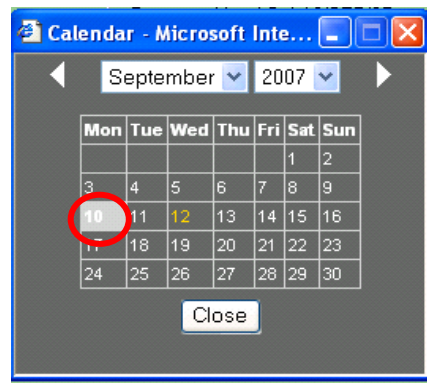 Calendar - Microsoft Inte...
September 2007
Mon Tue Wed Thu Fri Sat Sun
1 2
3 4 5 6 7 8 9
10 11 12 13 14 15 16
17 18 19 20 21 22 23
24 25 26 27 28 29 30
Close